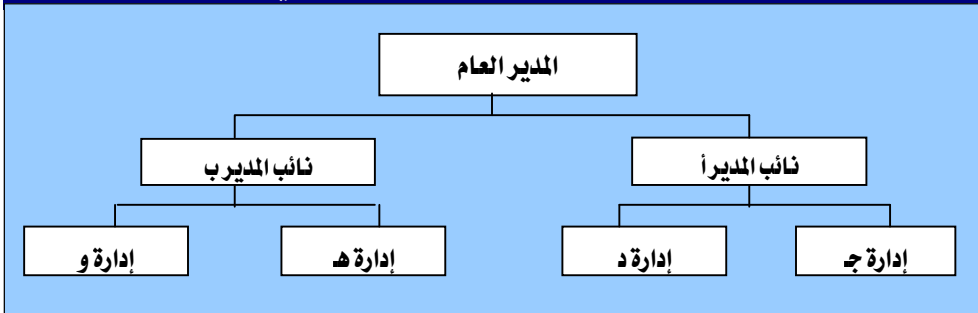 المدير العام
نائب المدير أ
نائب المدير ب
إدارة جـ
إدارة د
إدارة هـ
إدارة و